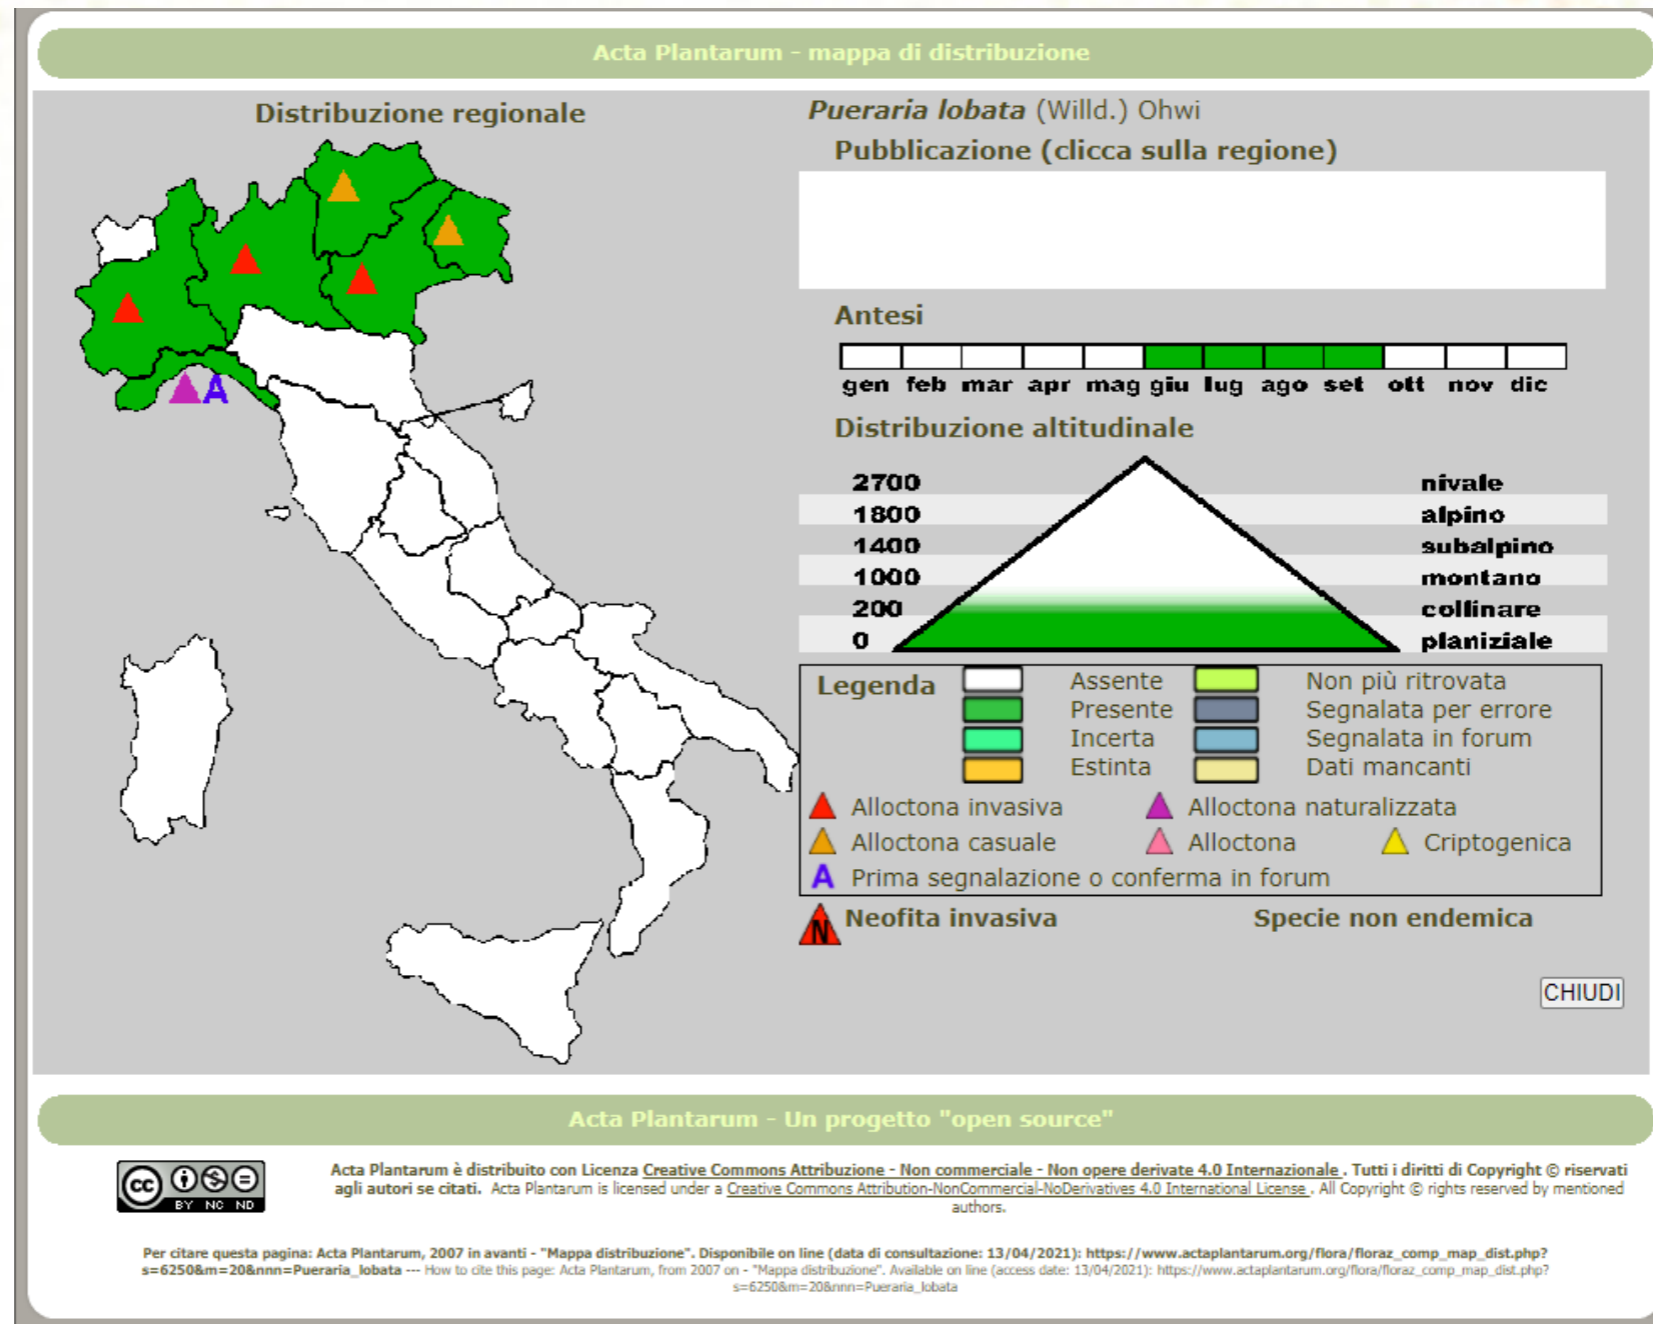 Acta Plantarum - mappa di distribuzione
Distribuzione regionale
Pueraria lobata (Willd.) Ohwi
Pubblicazione (clicca sulla regione)
A
Antesi
gen feb mar apr mag giu lug ago set ott nov dic
Distribuzione altitudinale
2700 nivale
1800 alpino
1400 subalpino
1000 montano
200 collinare
0 planiziale
Legenda Assente Non più ritrovata
Presente Segnalata per errore
Incerta Segnalata in forum
Estinta Dati mancanti
Alloctona invasiva Alloctona naturalizzata
Alloctona casuale Alloctona Criptogenica
A Prima segnalazione o conferma in forum
N Neofita invasiva Specie non endemica
CHIUDI
Acta Plantarum - Un progetto "open source"
cc BY NC ND
Acta Plantarum è distribuito con Licenza Creative Commons Attribuzione - Non commerciale - Non opere derivate 4.0 Internazionale . Tutti i diritti di Copyright © riservati
agli autori se citati. Acta Plantarum is licensed under a Creative Commons Attribution-NonCommercial-NoDerivatives 4.0 International License . All Copyright © rights reserved by mentioned
authors.
Per citare questa pagina: Acta Plantarum, 2007 in avanti - "Mappa distribuzione". Disponibile on line (data di consultazione: 13/04/2021): https://www.actaplantarum.org/flora/floraz_comp_map_dist.php?
s=6250&m=20&nnn=Pueraria_lobata --- How to cite this page: Acta Plantarum, from 2007 on - "Mappa distribuzione". Available on line (access date: 13/04/2021): https://www.actaplantarum.org/flora/floraz_comp_map_dist.php?
s=6250&m=20&nnn=Pueraria_lobata